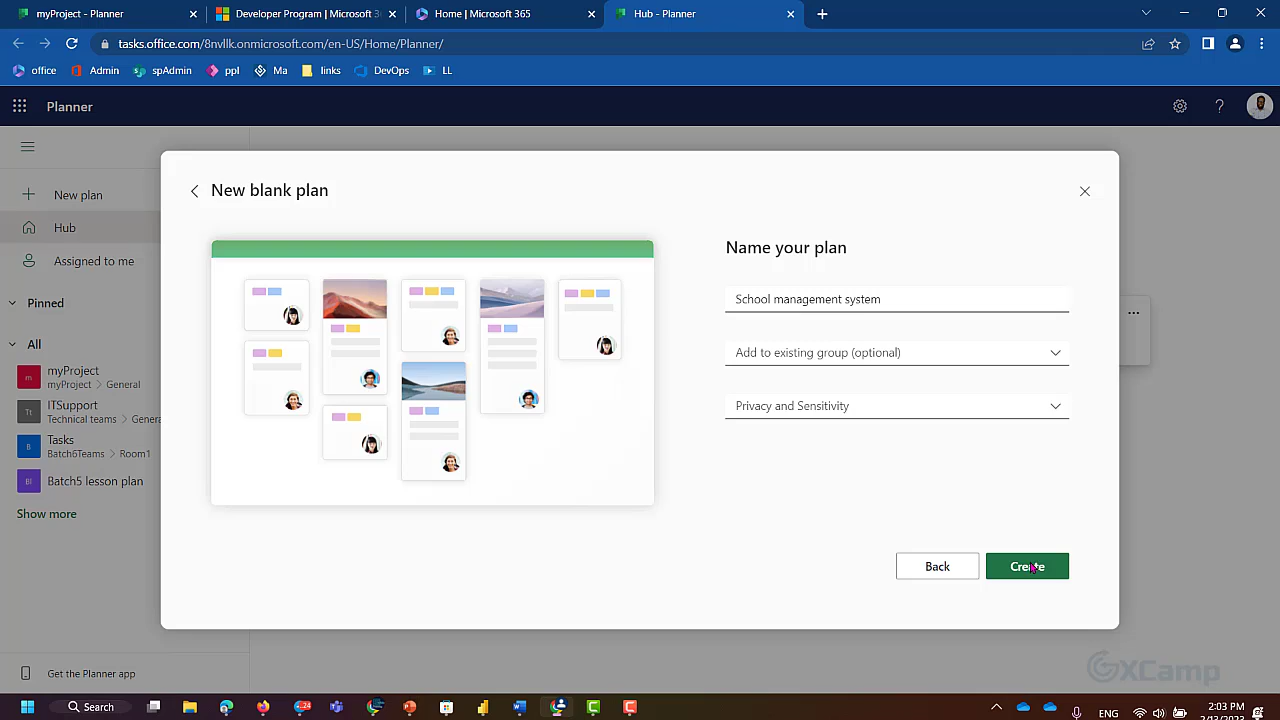 myProject - Planner
Developer Program | Microsoft 3
Home | Microsoft 365
Hub - Planner
tasks.office.com/8nvllk.onmicrosoft.com/en-US/Home/Planner/
office
Admin
spAdmin
ppl
Ma
links
DevOps
LL
Planner
New plan
Hub
Assigned to me
Pinned
All
m
myProject
myProject > General
Tt
ITSupport
Technical teams > Genera
B
Tasks
Batch6Teams > Room1
Bl
Batch5 lesson plan
Show more
Get the Planner app
New blank plan
Name your plan
School management system
Add to existing group (optional)
Privacy and Sensitivity
Back
Create
GXCamp
Search
24
ENG
2:03 PM